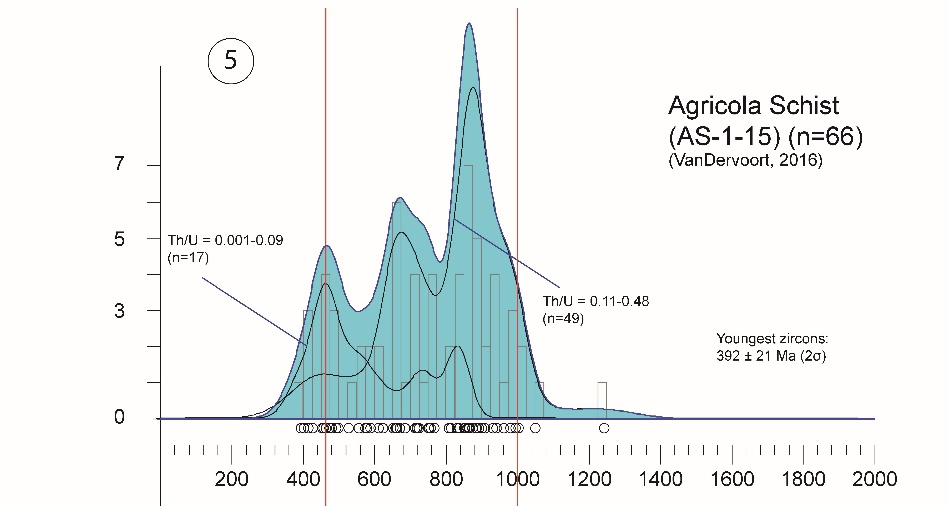 5
Agricola Schist
(AS-1-15) (n=66)
(VanDervoort, 2016)
7
5
3
0
Th/U = 0.001-0.09
(n=17)
Th/U = 0.11-0.48
(n=49)
Youngest zircons:
392 ± 21 Ma (2σ)
200 400 600 800 1000 1200 1400 1600 1800 2000